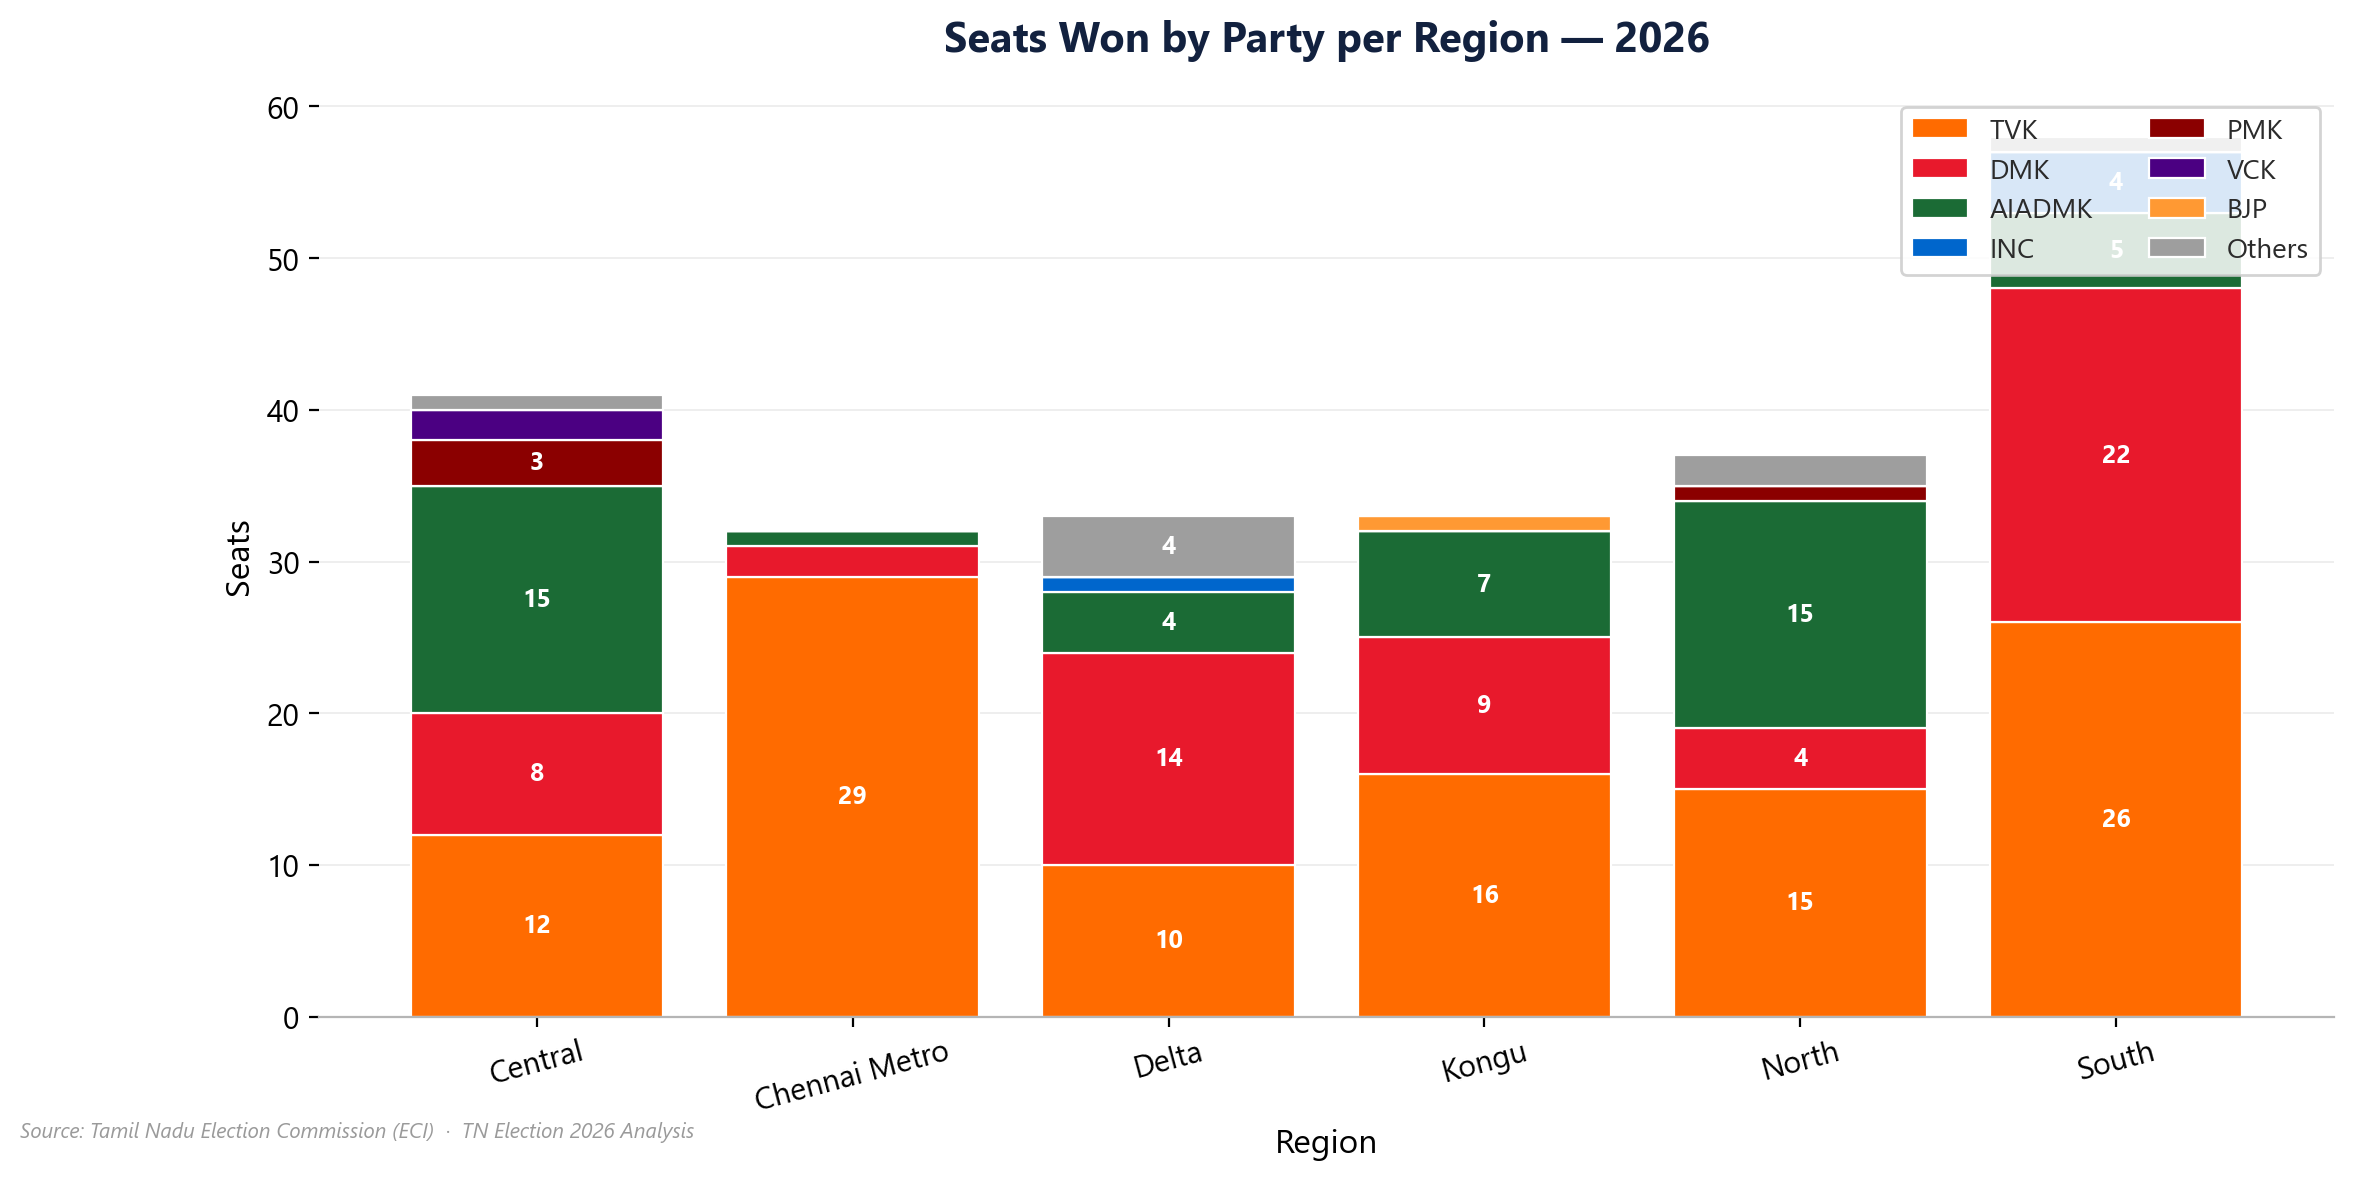 Seats Won by Party per Region — 2026
60
50
40
30
20
10
0
Seats
TVK
DMK
AIADMK
INC
PMK
VCK
BJP
Others
12
8
15
3
29
10
14
4
4
16
9
7
15
4
15
26
22
5
4
Central
Chennai Metro
Delta
Kongu
North
South
Region
Source: Tamil Nadu Election Commission (ECI) · TN Election 2026 Analysis